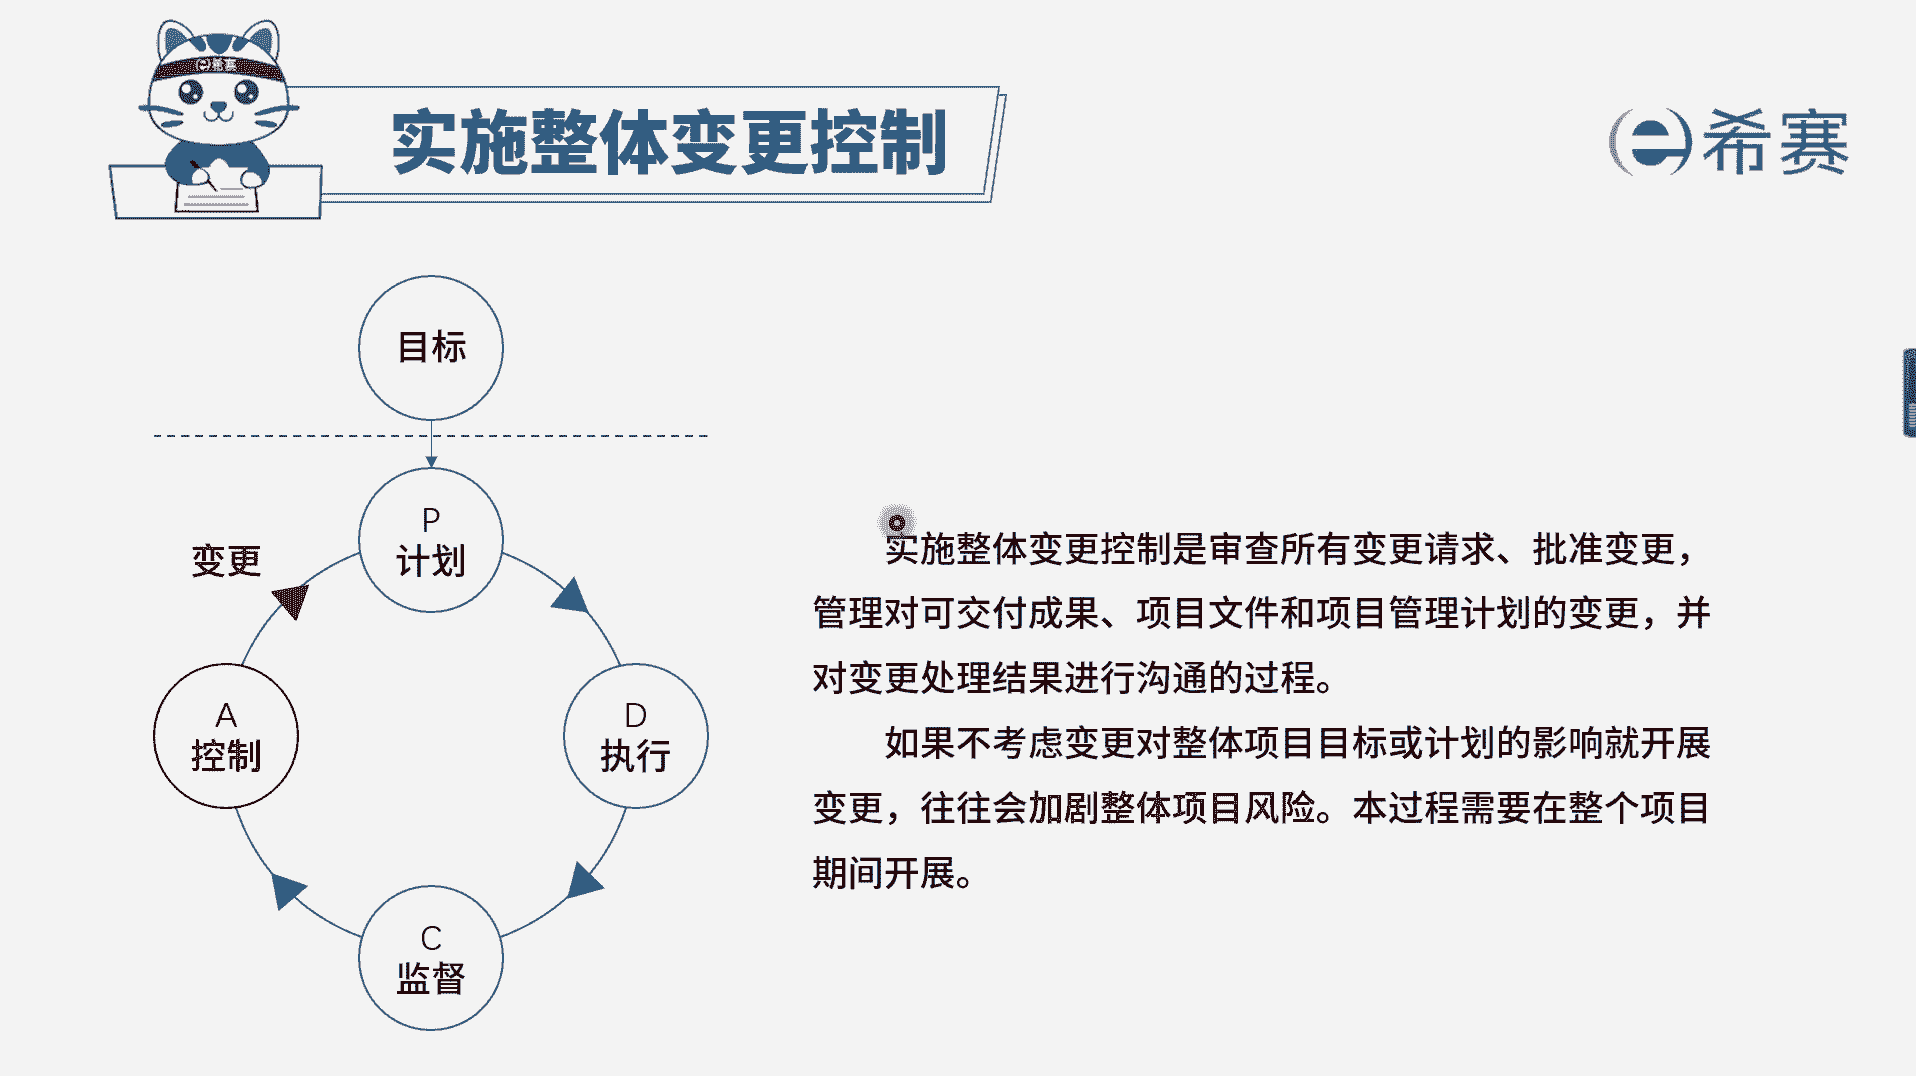 希赛
实施整体变更控制
希赛
目标
P
计划
变更
A
控制
D
执行
C
监督
实施整体变更控制是审查所有变更请求、批准变更，
管理对可交付成果、项目文件和项目管理计划的变更，并
对变更处理结果进行沟通的过程。
如果不考虑变更对整体项目目标或计划的影响就开展
变更，往往会加剧整体项目风险。本过程需要在整个项目
期间开展。